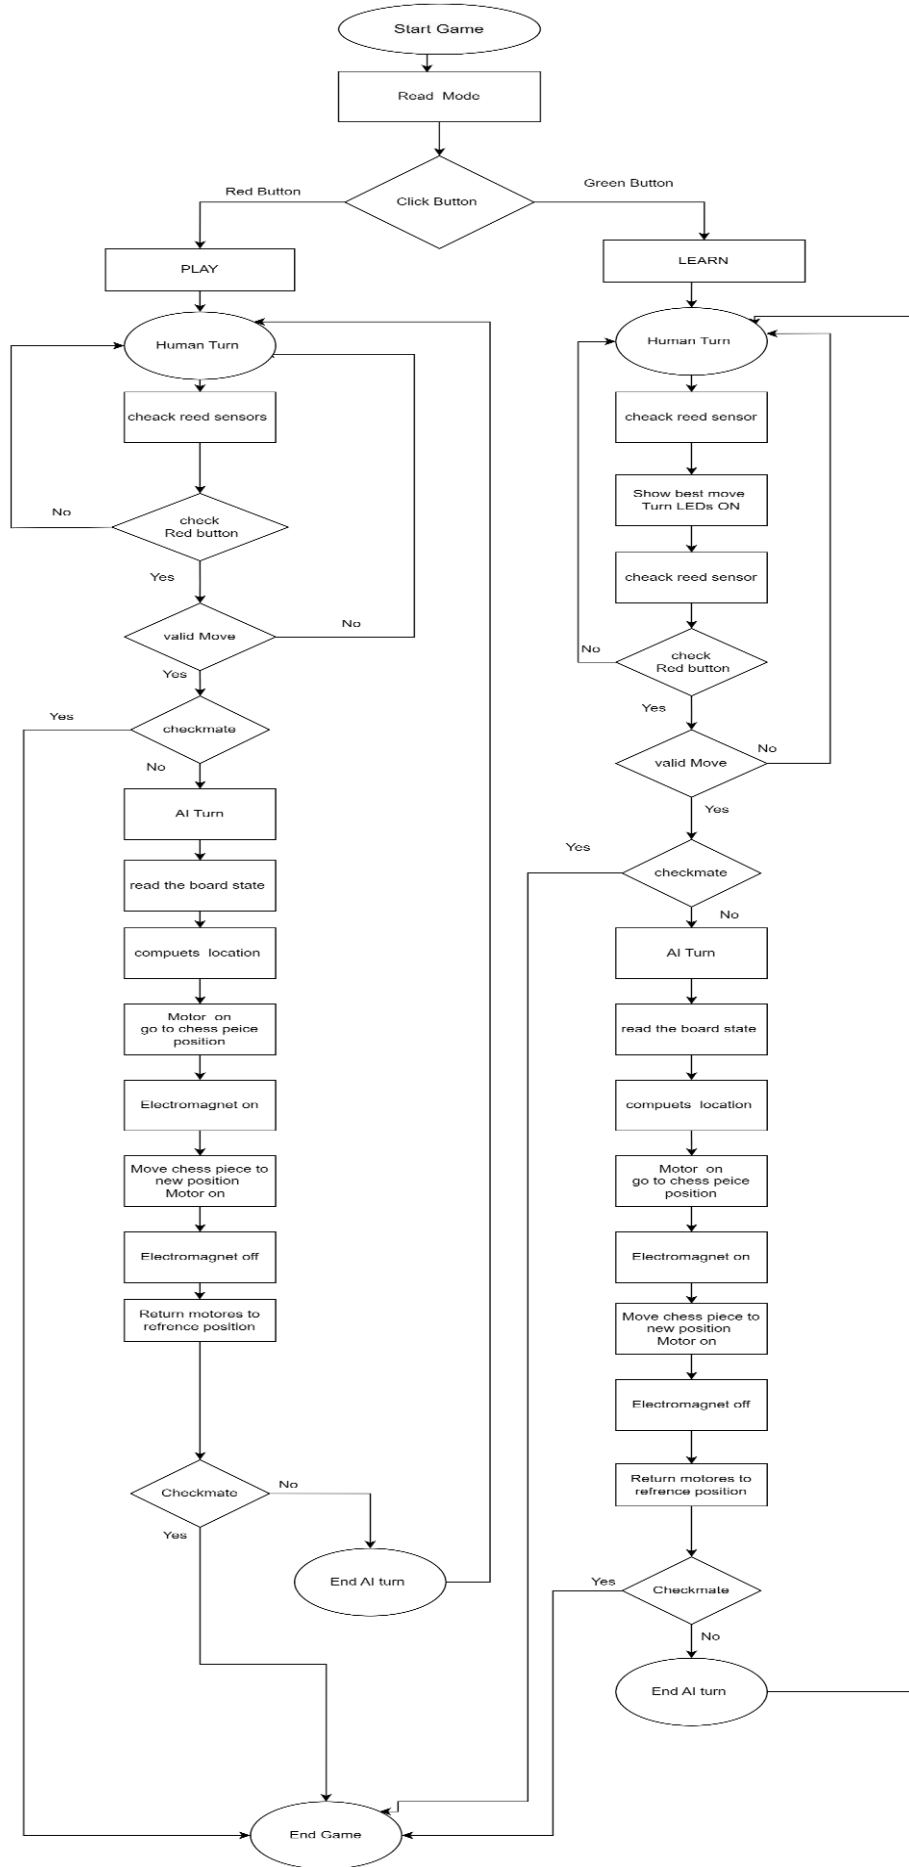 Start Game
Read Mode
Click Button
Red Button
Green Button
PLAY
Human Turn
cheack reed sensors
check
Red button
No
Yes
valid Move
No
Yes
checkmate
Yes
No
AI Turn
read the board state
compuets location
Motor on
go to chess peice
position
Electromagnet on
Move chess piece to
new position
Motor on
Electromagnet off
Return motores to
refrence position
Checkmate
No
Yes
End AI turn
LEARN
Human Turn
cheack reed sensor
Show best move
Turn LEDs ON
cheack reed sensor
check
Red button
No
Yes
valid Move
No
Yes
checkmate
Yes
No
AI Turn
read the board state
compuets location
Motor on
go to chess peice
position
Electromagnet on
Move chess piece to
new position
Motor on
Electromagnet off
Return motores to
refrence position
Checkmate
Yes
No
End AI turn
End Game